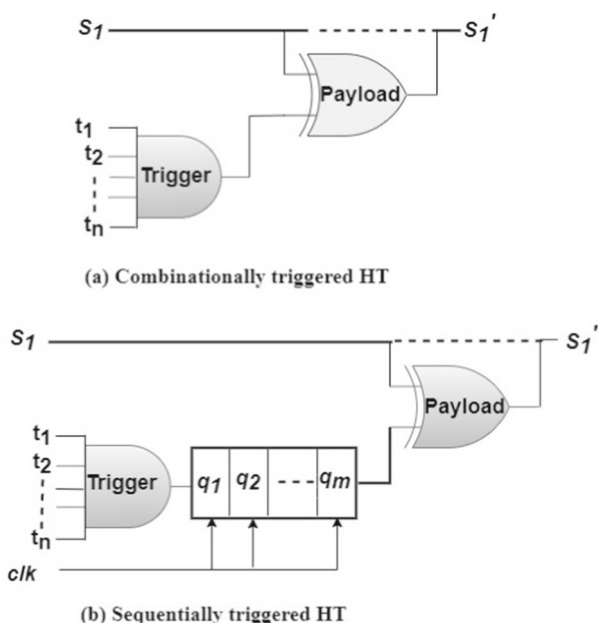 S1 S1'
Payload
t1
t2
Trigger
tn
(a) Combinationally triggered HT
S1 S1'
Payload
t1
t2
Trigger
q1 q2 qm
tn
clk
(b) Sequentially triggered HT